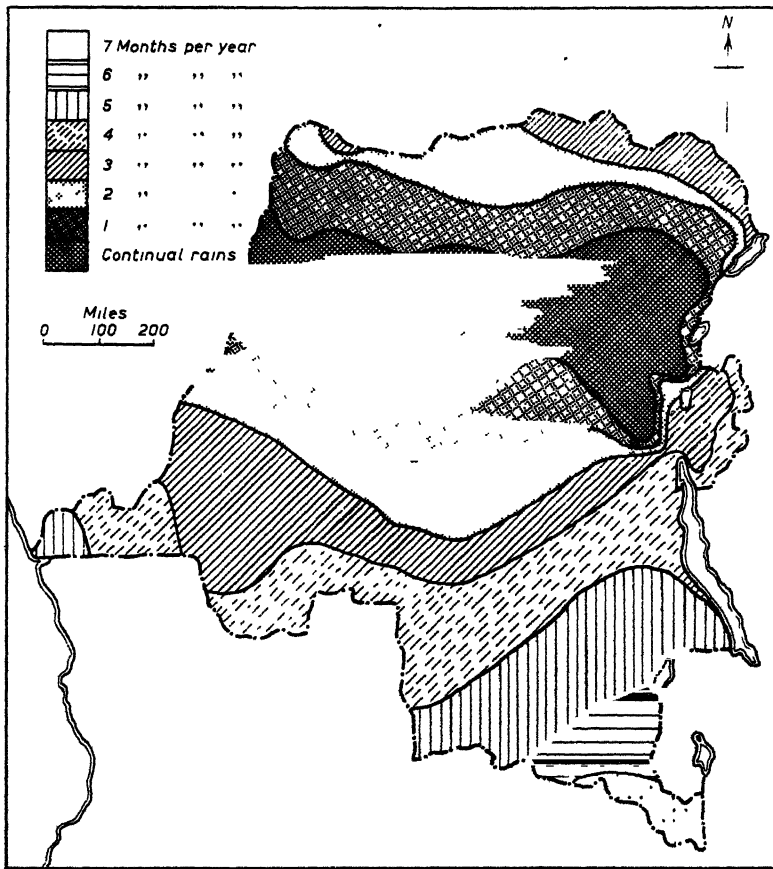 N
7 Months per year
6 " " "
5 " " "
4 " " "
3 " " "
2 "
1 " " "
Continual rains
Miles
0 100 200